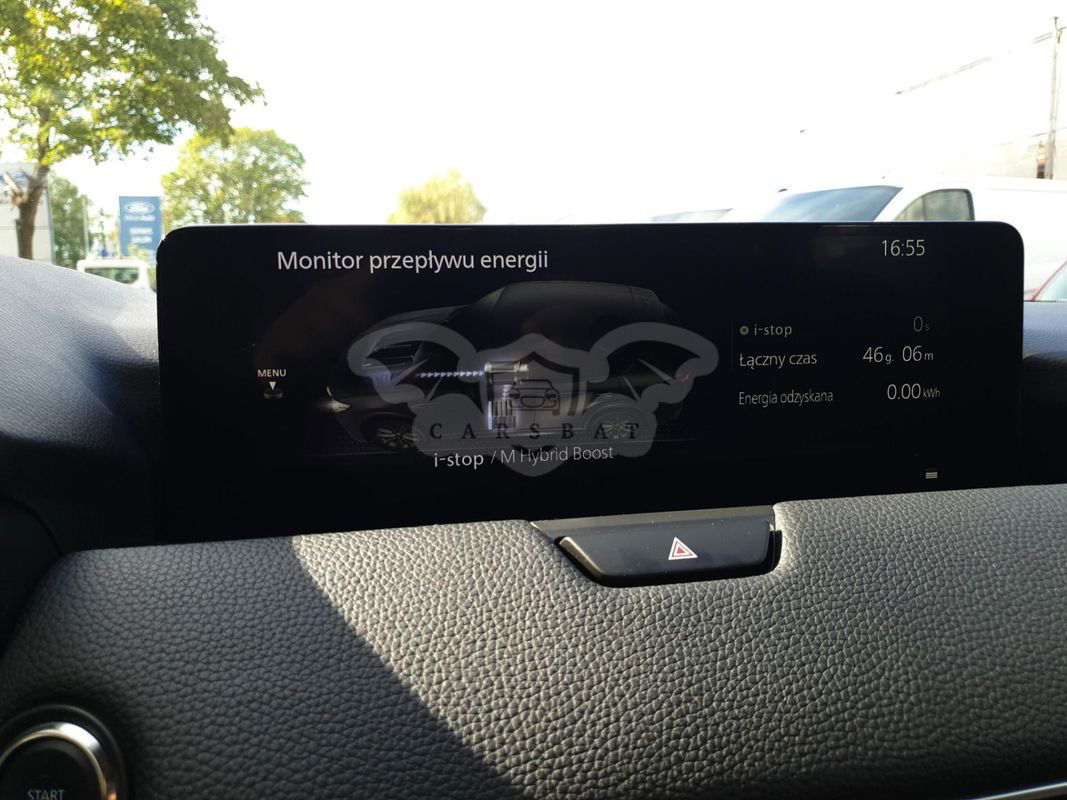 Ford
Monitor przepływu energii
16:55
i-stop 0s
Łączny czas 46g. 06m
Energia odzyskana 0.00kWh
MENU
CARSBAT
i-stop / M Hybrid Boost
START